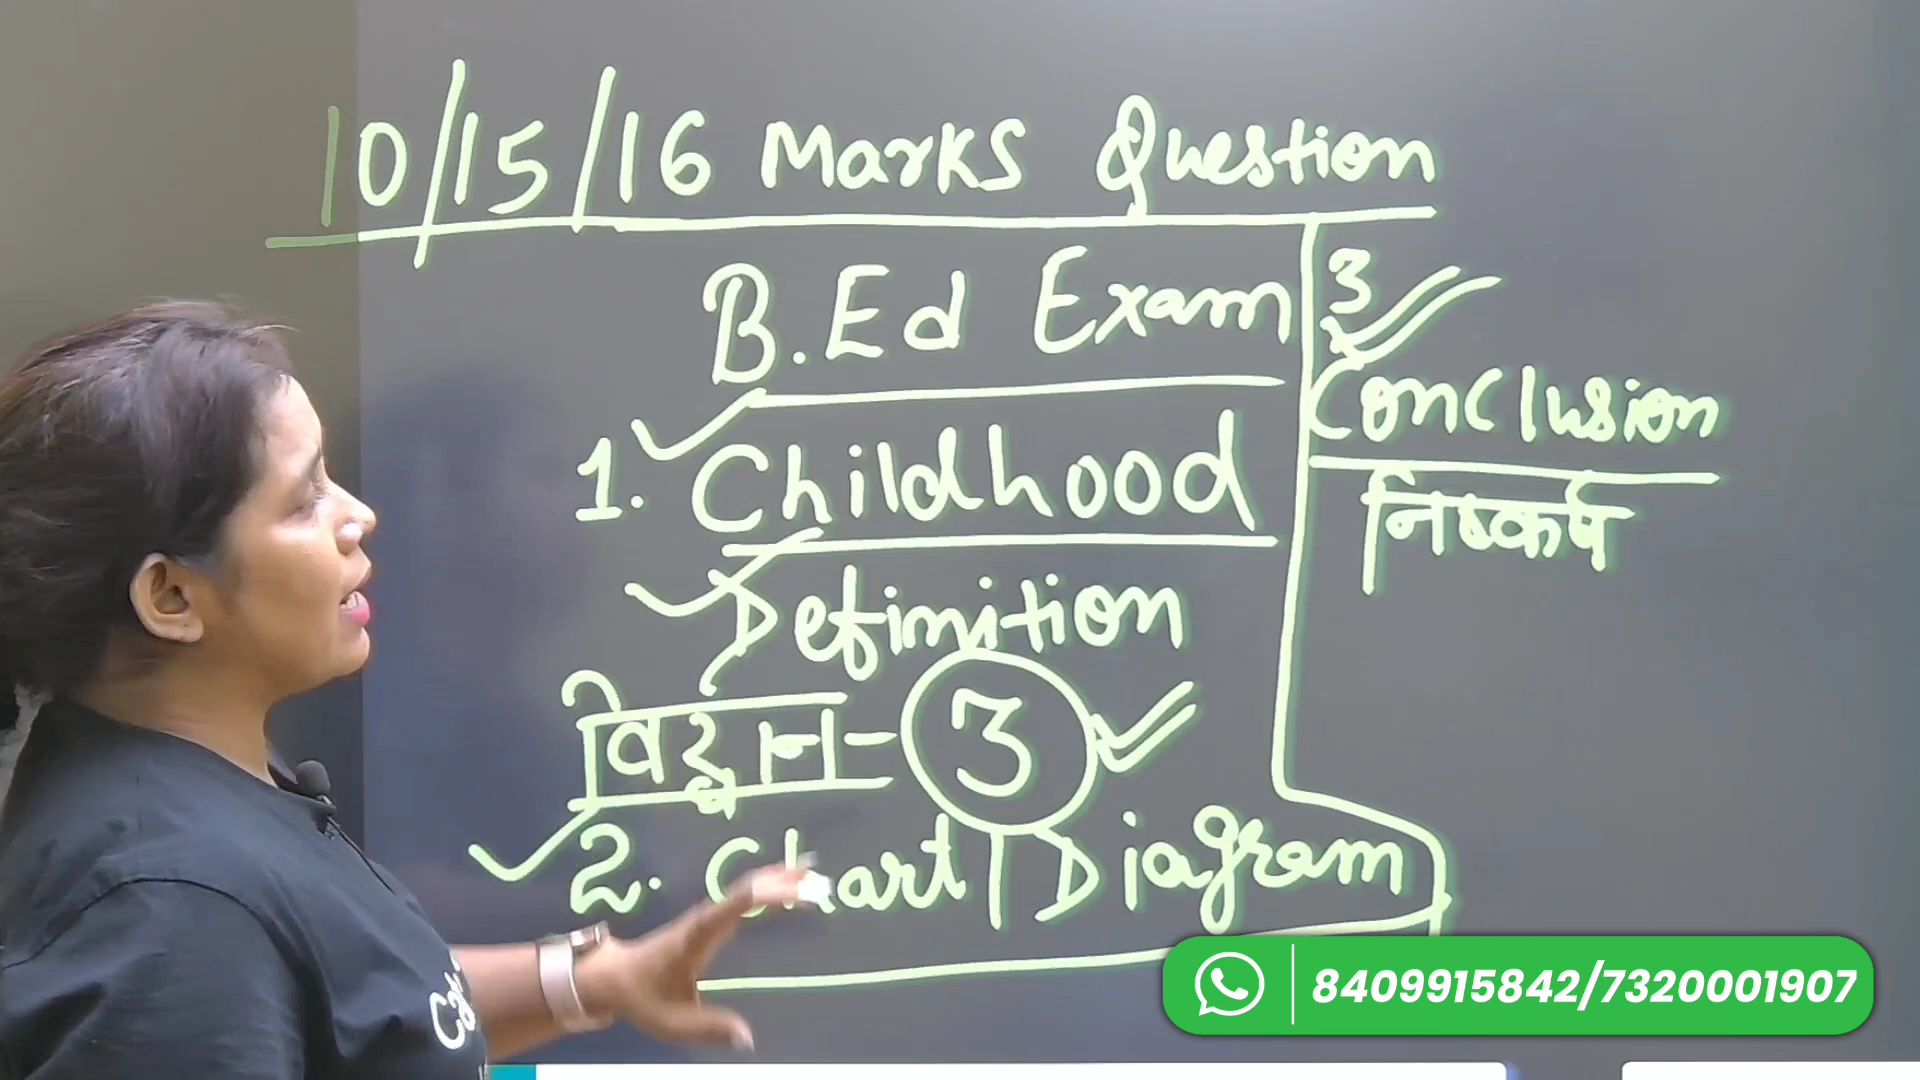 10/15/16 Marks Question
B.Ed Exam
1. Childhood
Definition
विद्वान - 3
2. Chart | Diagram
3
Conclusion
निष्कर्ष
8409915842/7320001907